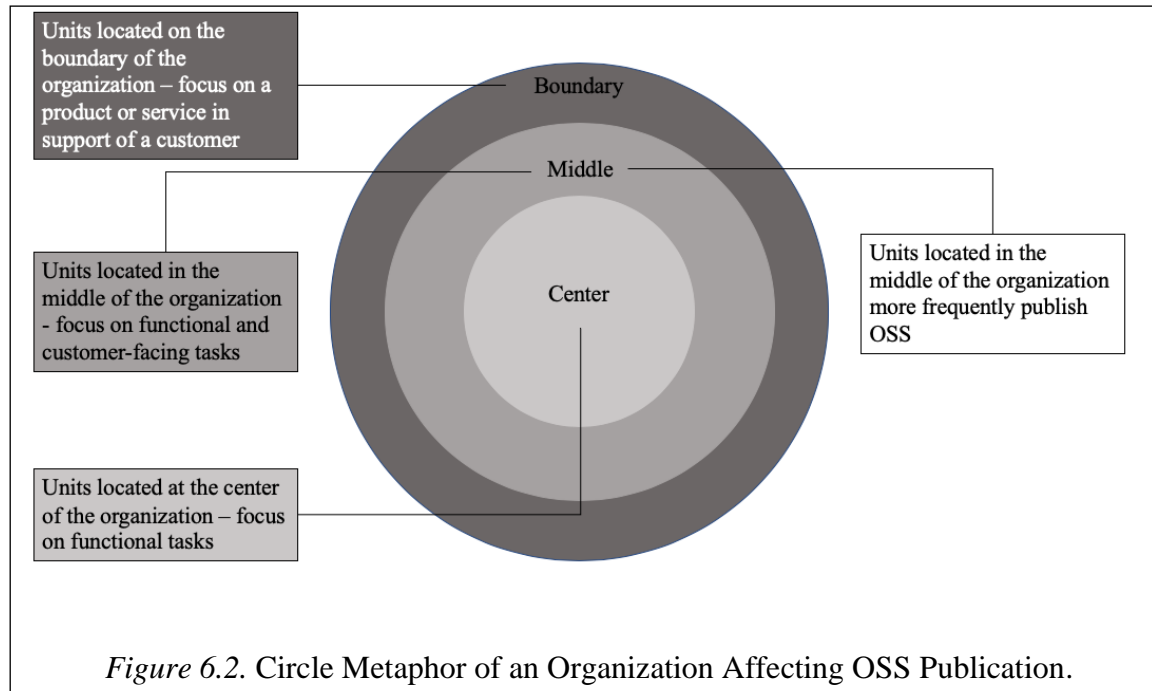 Units located on the
boundary of the
organization – focus on a
product or service in
support of a customer
Boundary
Middle
Units located in the
middle of the organization
- focus on functional and
customer-facing tasks
Units located in the
middle of the organization
more frequently publish
OSS
Center
Units located at the center
of the organization – focus
on functional tasks
Figure 6.2. Circle Metaphor of an Organization Affecting OSS Publication.